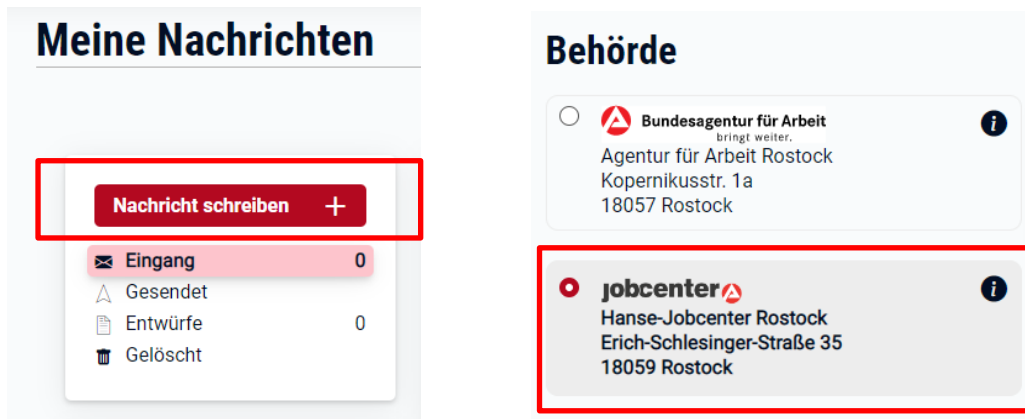 Meine Nachrichten
Nachricht schreiben +
Eingang 0
Gesendet
Entwürfe 0
Gelöscht
Behörde
Bundesagentur für Arbeit
bringt weiter.
Agentur für Arbeit Rostock
Kopernikusstr. 1a
18057 Rostock
jobcenter
Hanse-Jobcenter Rostock
Erich-Schlesinger-Straße 35
18059 Rostock